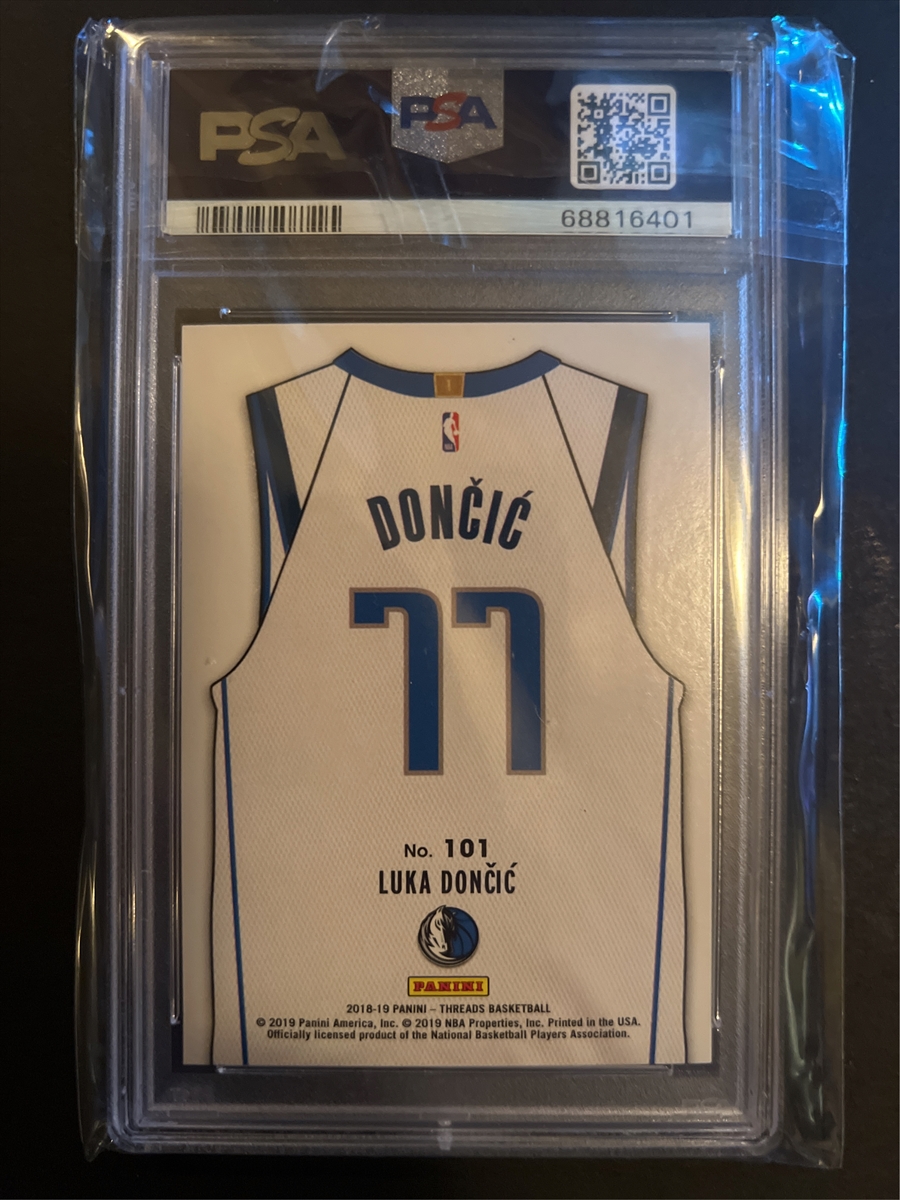 PSA PSA
68816401
DONČIĆ
77
No. 101
LUKA DONČIĆ
PANINI
2018-19 PANINI – THREADS BASKETBALL
© 2019 Panini America, Inc. © 2019 NBA Properties, Inc. Printed in the USA.
Officially licensed product of the National Basketball Players Association.